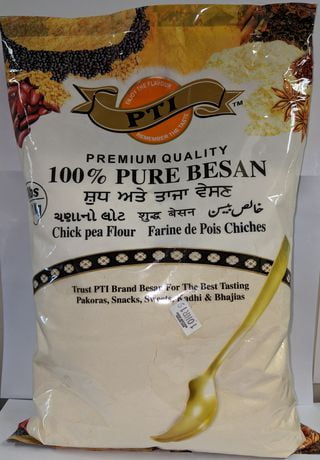 ENJOY THE FLAVOUR
PTI
TM
REMEMBER THE TASTE
PREMIUM QUALITY
100% PURE BESAN
ਸ਼ੁਧ ਅਤੇ ਤਾਜਾ ਵੇਸਣ
ચણાનો લોટ शुद्ध बेसन خالص بیسن
Chick pea Flour Farine de Pois Chiches
Trust PTI Brand Besan For The Best Tasting
Pakoras, Snacks, Sweets, Kadhi & Bhajias